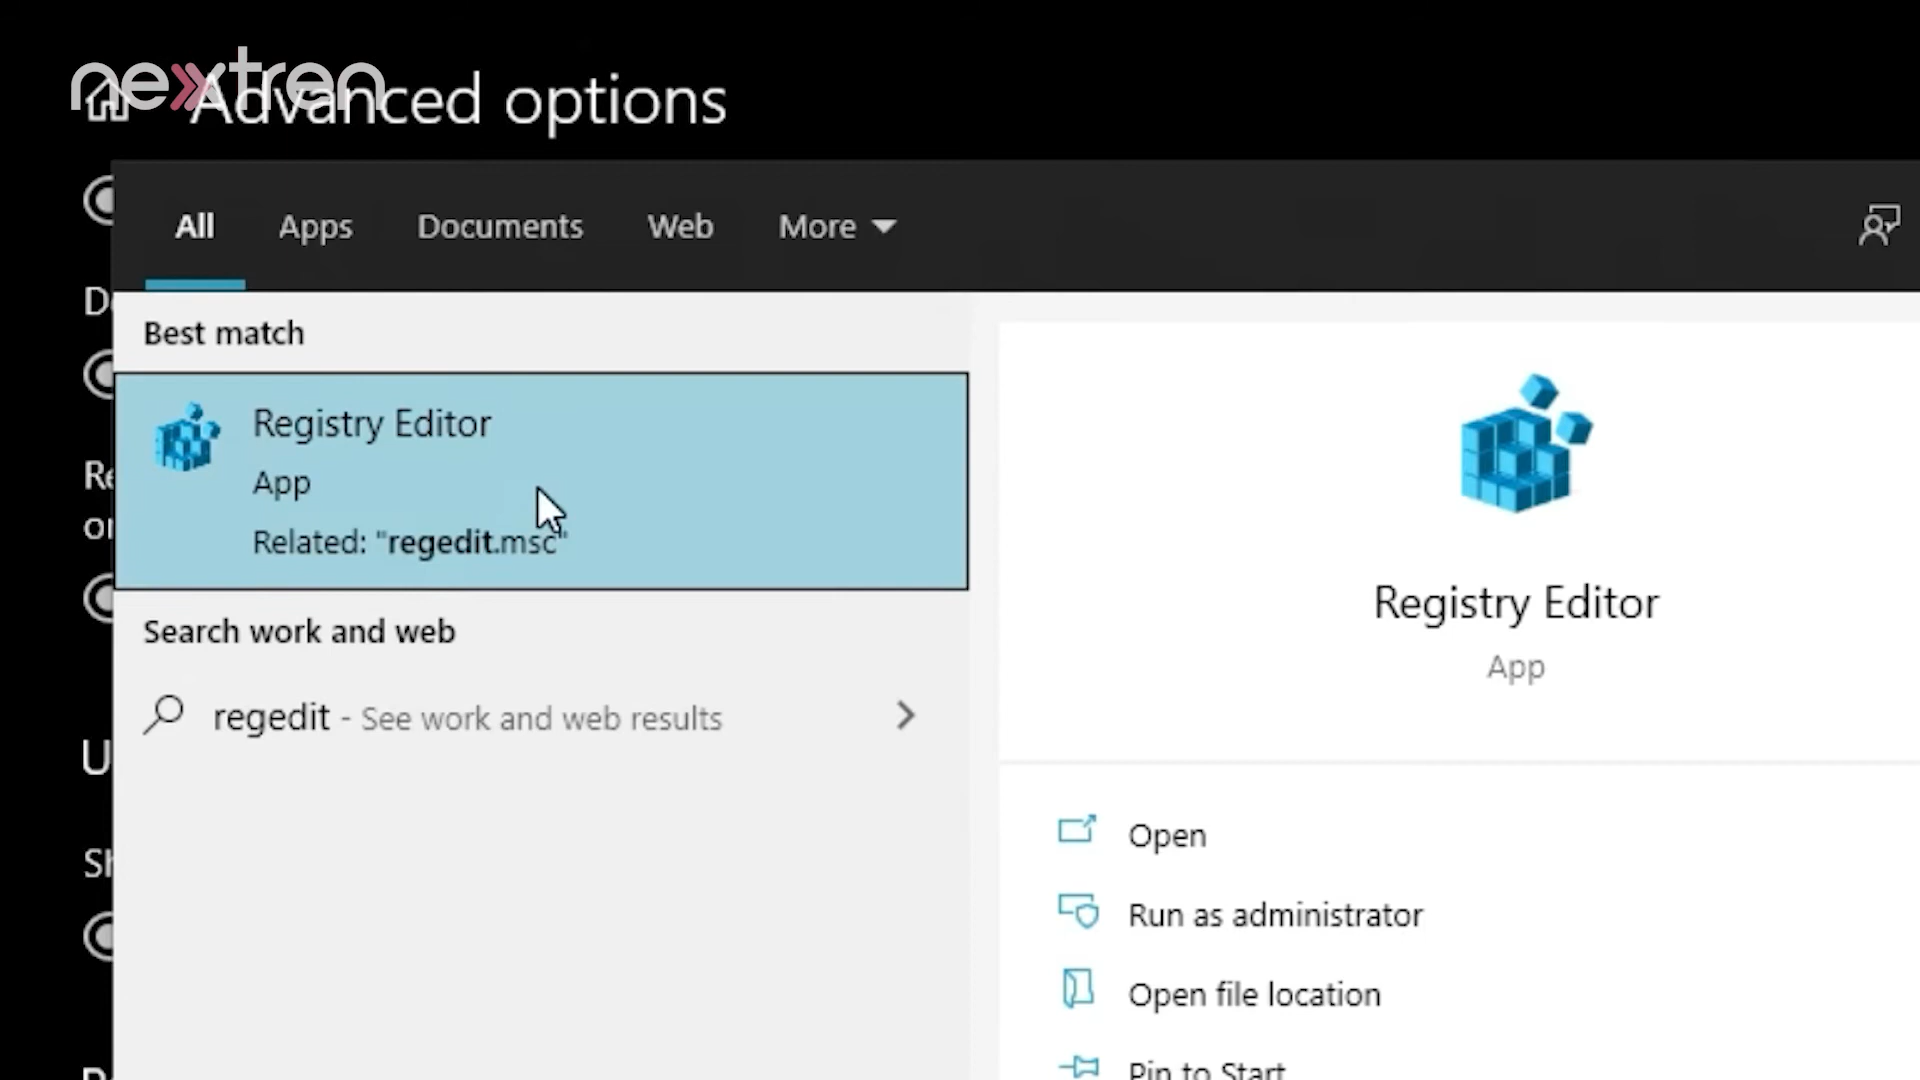 nextren
Advanced options
All Apps Documents Web More
Best match
Registry Editor
App
Related: "regedit.msc"
Search work and web
regedit - See work and web results
Registry Editor
App
Open
Run as administrator
Open file location
Pin to Start